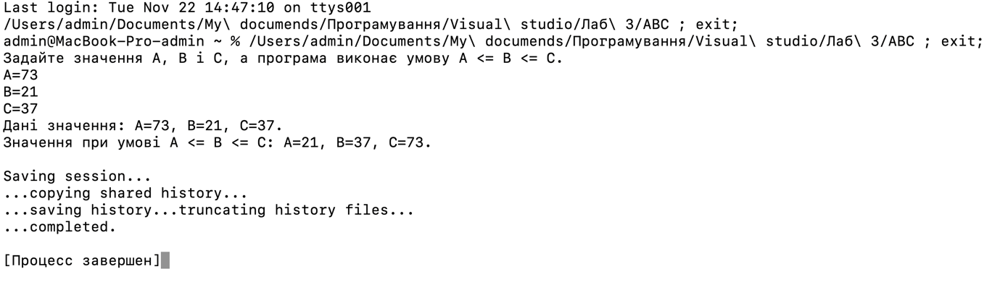 Last login: Tue Nov 22 14:47:10 on ttys001
/Users/admin/Documents/My\ documends/Програмування/Visual\ studio/Лаб\ 3/ABC ; exit;
admin@MacBook-Pro-admin ~ % /Users/admin/Documents/My\ documends/Програмування/Visual\ studio/Лаб\ 3/ABC ; exit;
Задайте значення A, B і C, а програма виконає умову A <= B <= C.
A=73
B=21
C=37
Дані значення: A=73, B=21, C=37.
Значення при умові A <= B <= C: A=21, B=37, C=73.
Saving session...
...copying shared history...
...saving history...truncating history files...
...completed.
[Процесс завершен]